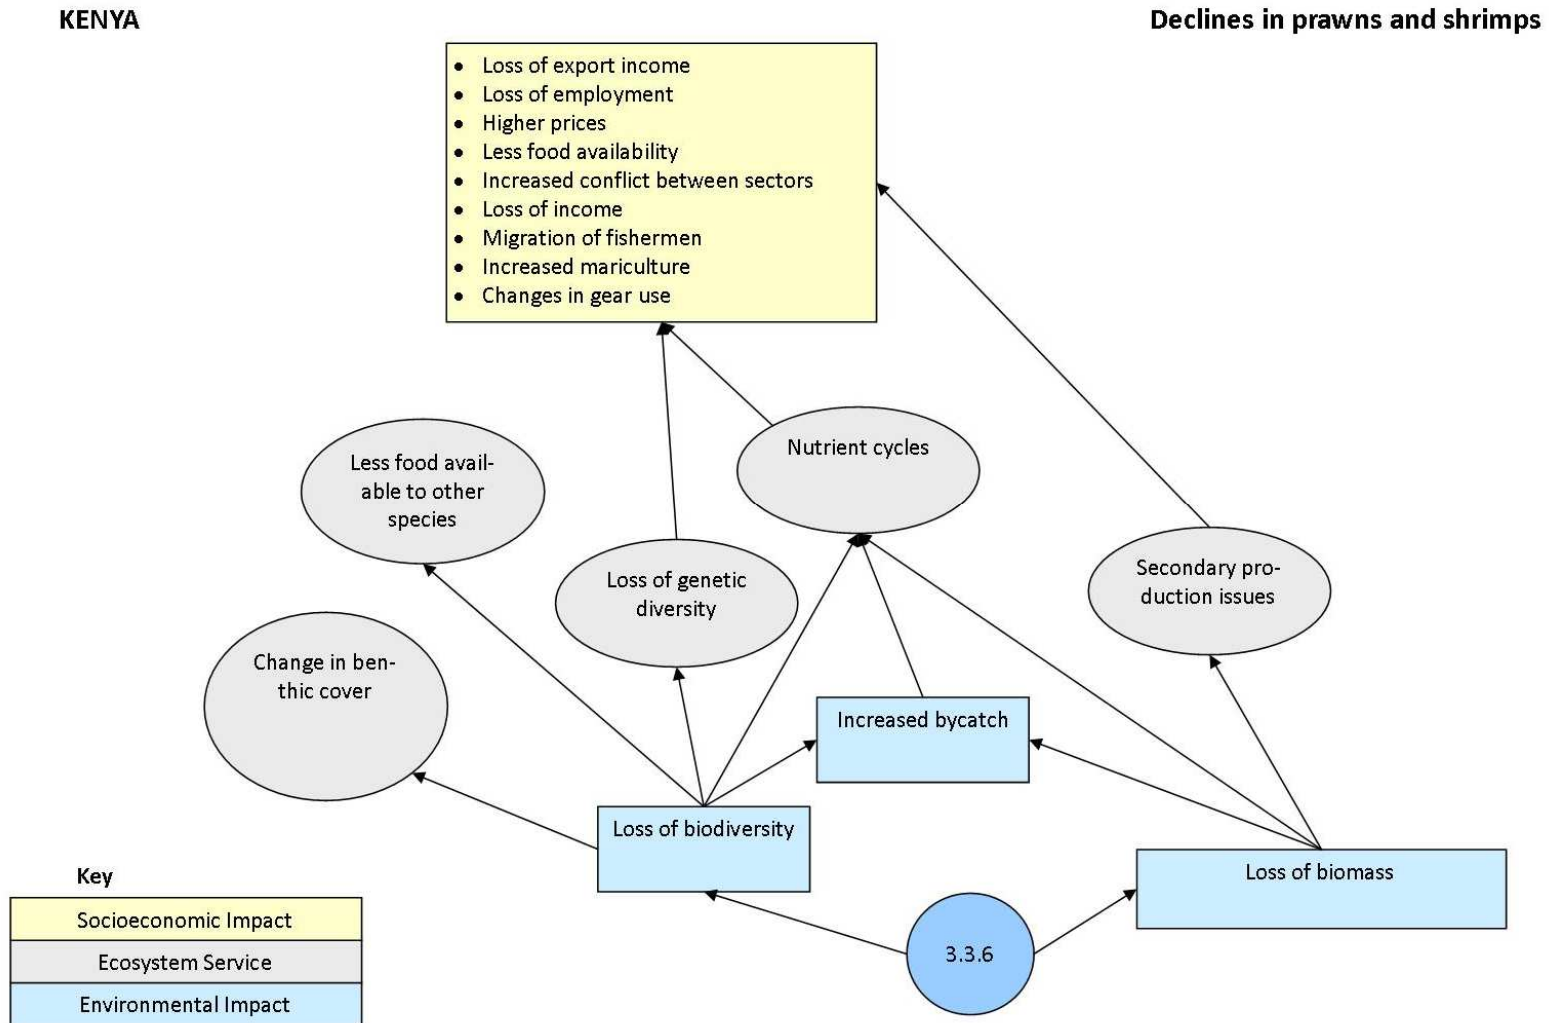 KENYA
Declines in prawns and shrimps
• Loss of export income
• Loss of employment
• Higher prices
• Less food availability
• Increased conflict between sectors
• Loss of income
• Migration of fishermen
• Increased mariculture
• Changes in gear use
Nutrient cycles
Less food avail-
able to other
species
Loss of genetic
diversity
Secondary pro-
duction issues
Change in ben-
thic cover
Increased bycatch
Loss of biodiversity
Loss of biomass
3.3.6
Key
Socioeconomic Impact
Ecosystem Service
Environmental Impact